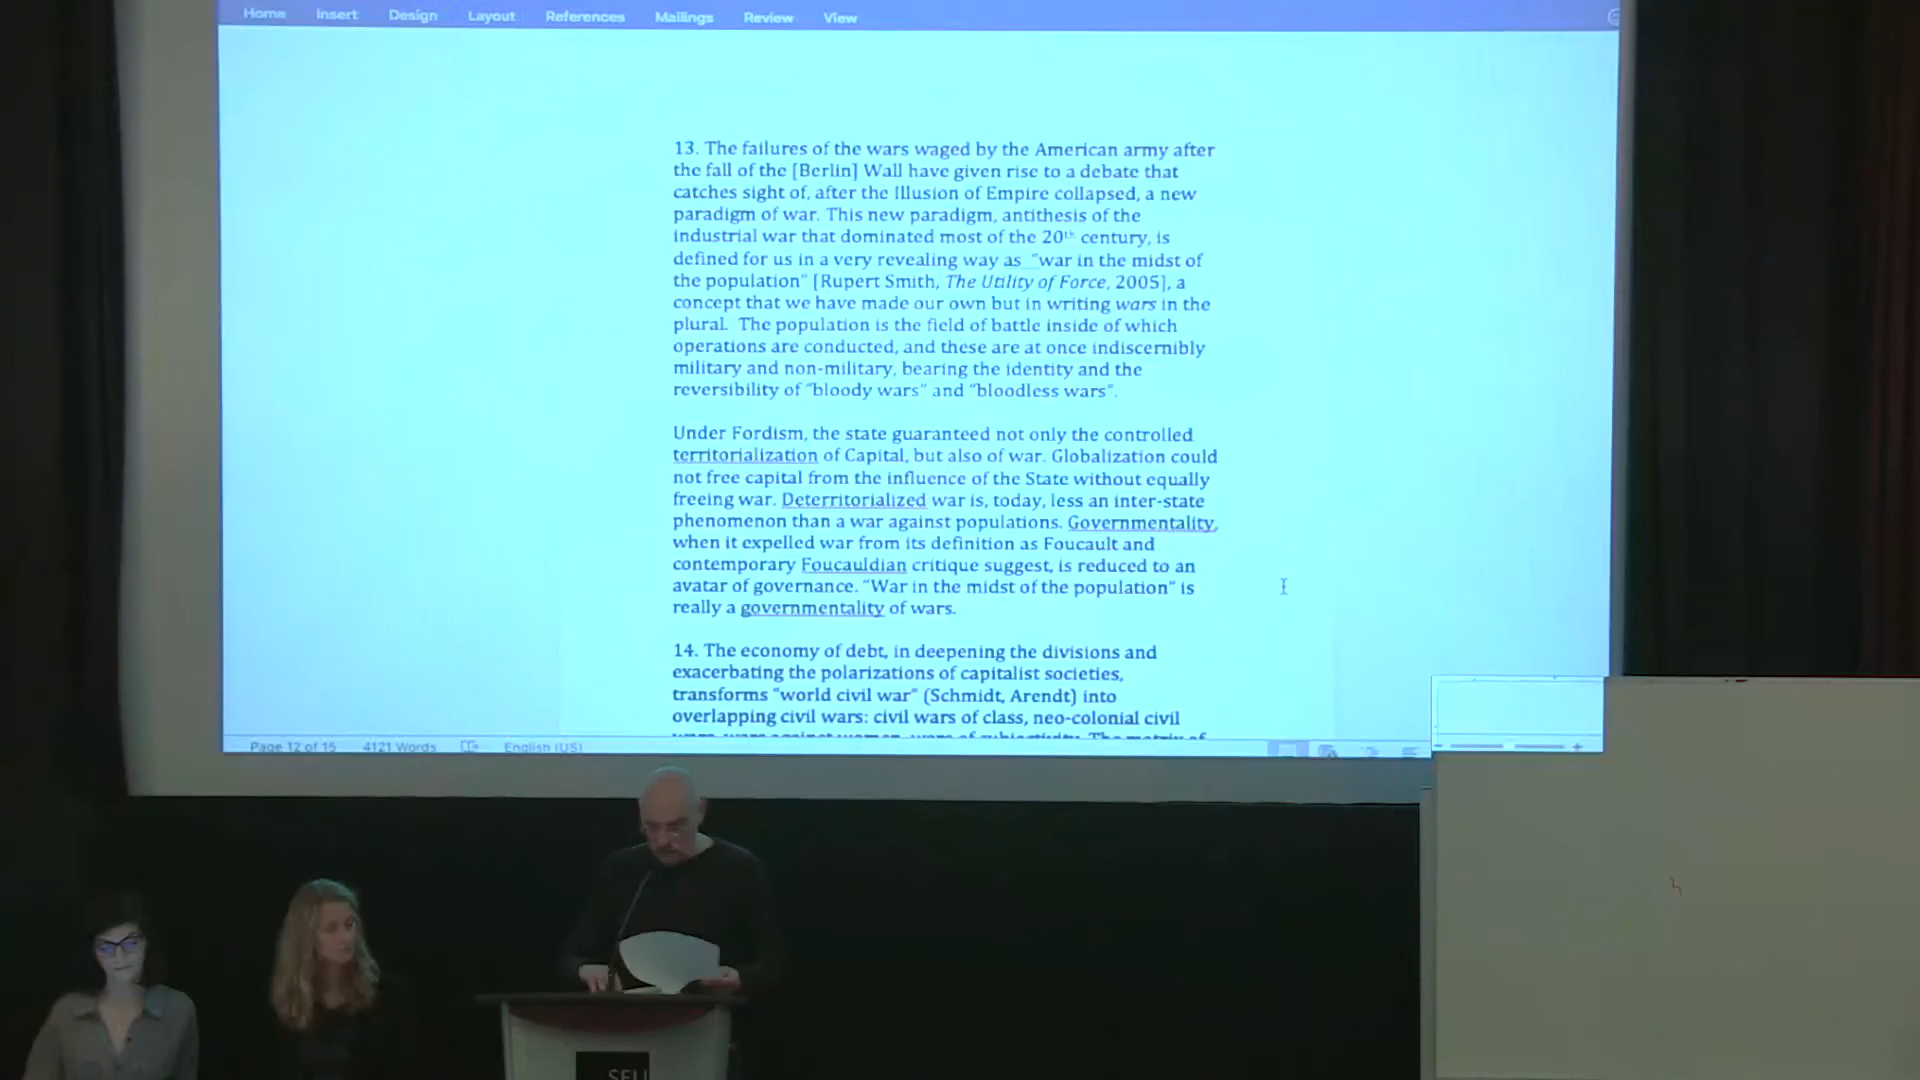 Home Insert Design Layout References Mailings Review View
13. The failures of the wars waged by the American army after
the fall of the [Berlin] Wall have given rise to a debate that
catches sight of, after the Illusion of Empire collapsed, a new
paradigm of war. This new paradigm, antithesis of the
industrial war that dominated most of the 20th century, is
defined for us in a very revealing way as "war in the midst of
the population" [Rupert Smith, The Utility of Force, 2005], a
concept that we have made our own but in writing wars in the
plural. The population is the field of battle inside of which
operations are conducted, and these are at once indiscernibly
military and non-military, bearing the identity and the
reversibility of "bloody wars" and "bloodless wars".
Under Fordism, the state guaranteed not only the controlled
territorialization of Capital, but also of war. Globalization could
not free capital from the influence of the State without equally
freeing war. Deterritorialized war is, today, less an inter-state
phenomenon than a war against populations. Governmentality,
when it expelled war from its definition as Foucault and
contemporary Foucauldian critique suggest, is reduced to an
avatar of governance. "War in the midst of the population" is
really a governmentality of wars.
14. The economy of debt, in deepening the divisions and
exacerbating the polarizations of capitalist societies,
transforms "world civil war" (Schmidt, Arendt) into
overlapping civil wars: civil wars of class, neo-colonial civil
wars, wars against women, wars of subjectivity. The matrix of
Page 12 of 15 4121 Words English (US)
SFU